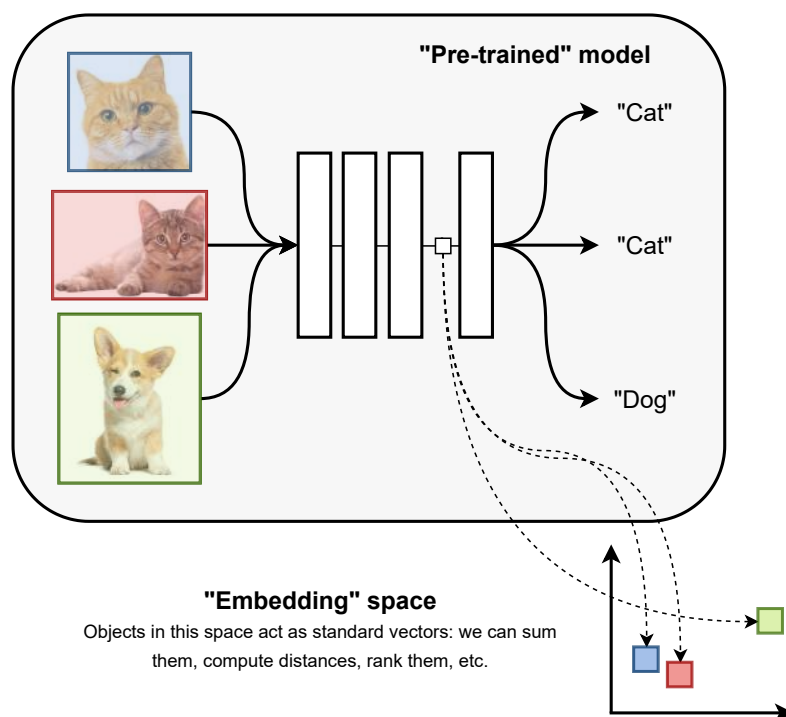 "Pre-trained" model
"Cat"
"Cat"
"Dog"
"Embedding" space
Objects in this space act as standard vectors: we can sum
them, compute distances, rank them, etc.